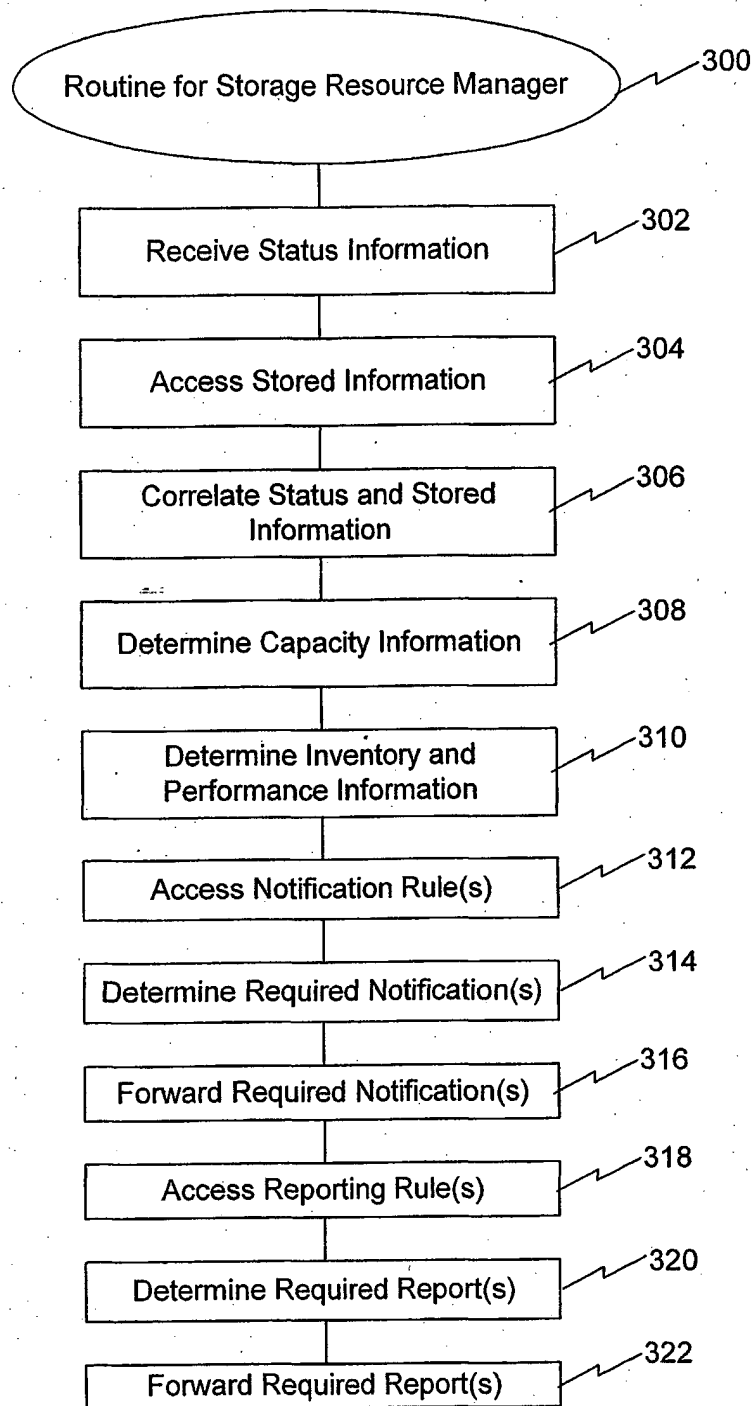 Routine for Storage Resource Manager
300
Receive Status Information
302
Access Stored Information
304
Correlate Status and Stored
Information
306
Determine Capacity Information
308
Determine Inventory and
Performance Information
310
Access Notification Rule(s)
312
Determine Required Notification(s)
314
Forward Required Notification(s)
316
Access Reporting Rule(s)
318
Determine Required Report(s)
320
Forward Required Report(s)
322